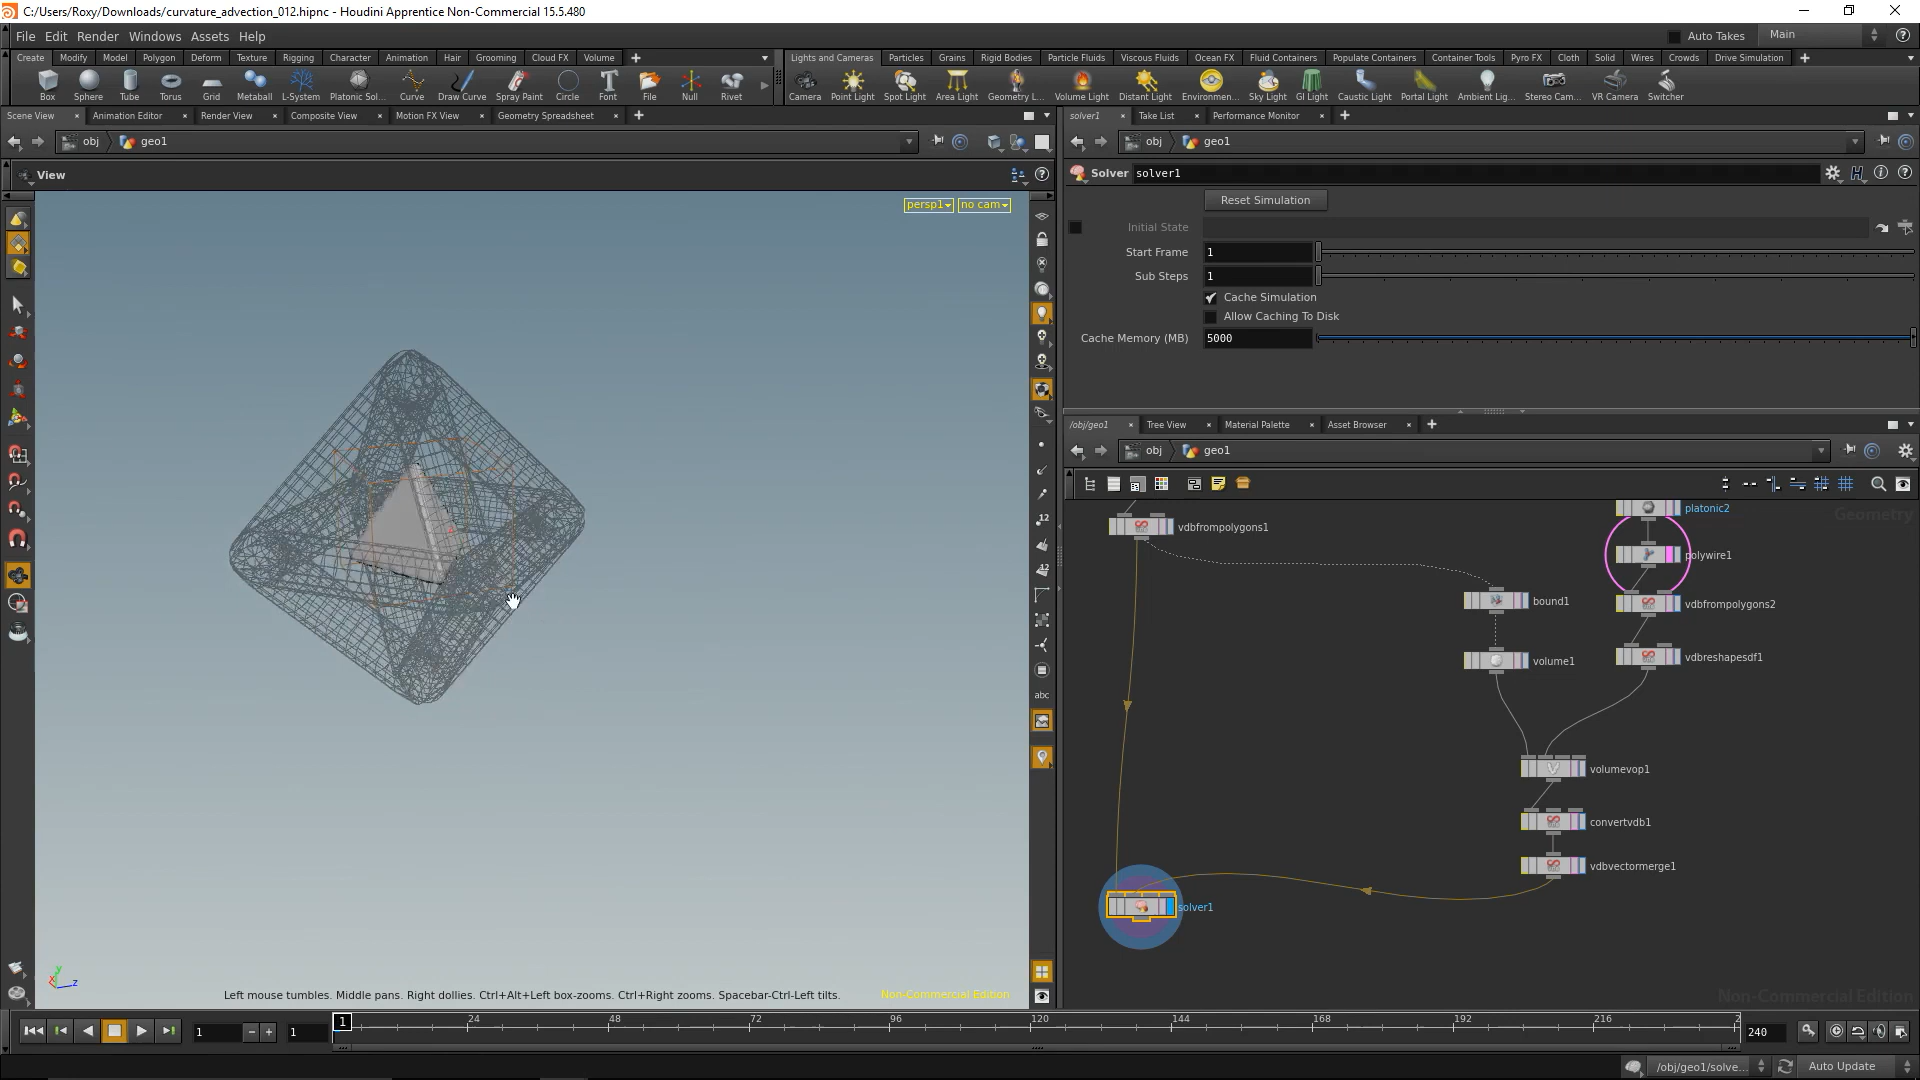 C:/Users/Roxy/Downloads/curvature_advection_012.hipnc - Houdini Apprentice Non-Commercial 15.5.480
File Edit Render Windows Assets Help
Auto Takes Main
Create Modify Model Polygon Deform Texture Rigging Character Animation Hair Grooming Cloud FX Volume
Lights and Cameras Particles Grains Rigid Bodies Particle Fluids Viscous Fluids Ocean FX Fluid Containers Populate Containers Container Tools Pyro FX Cloth Solid Wires Crowds Drive Simulation
Box Sphere Tube Torus Grid Metaball L-System Platonic Sol... Curve Draw Curve Spray Paint Circle Font File Null Rivet
Camera Point Light Spot Light Area Light Geometry L... Volume Light Distant Light Environmen... Sky Light GI Light Caustic Light Portal Light Ambient Lig... Stereo Cam... VR Camera Switcher
Scene View Animation Editor Render View Composite View Motion FX View Geometry Spreadsheet
solver1 Take List Performance Monitor
obj geo1
obj geo1
View
Solver solver1
Reset Simulation
persp1 no cam
Initial State
Start Frame 1
Sub Steps 1
Cache Simulation
Allow Caching To Disk
Cache Memory (MB) 5000
/obj/geo1 Tree View Material Palette Asset Browser
obj geo1
Geometry
platonic2
vdbfrompolygons1
polywire1
bound1
vdbfrompolygons2
volume1
vdbreshapesdf1
abc
volumevop1
convertvdb1
vdbvectormerge1
solver1
12
12
y
x
z
Left mouse tumbles. Middle pans. Right dollies. Ctrl+Alt+Left box-zooms. Ctrl+Right zooms. Spacebar-Ctrl-Left tilts.
Non-Commercial Edition
Non-Commercial Edition
1 1 1 24 48 72 96 120 144 168 192 216 2 240
/obj/geo1/solve... Auto Update